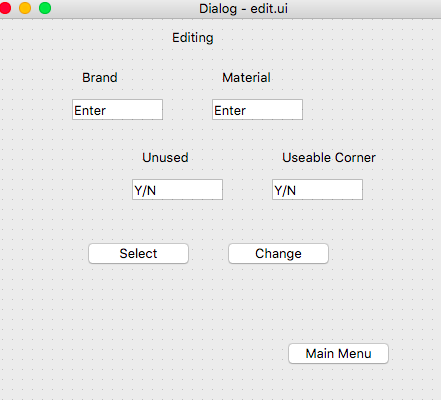 Dialog - edit.ui
Editing
Brand Material
Enter Enter
Unused Useable Corner
Y/N Y/N
Select Change
Main Menu